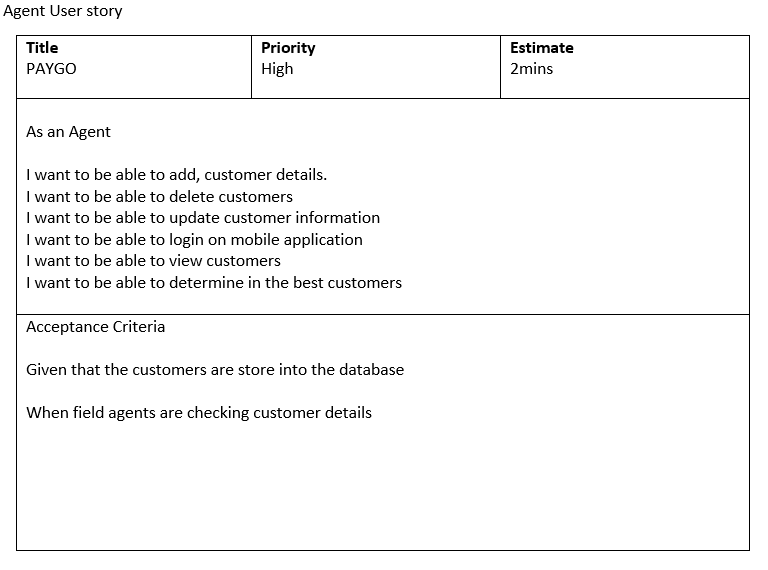 Agent User story
Title Priority Estimate
PAYGO High 2mins
As an Agent
I want to be able to add, customer details.
I want to be able to delete customers
I want to be able to update customer information
I want to be able to login on mobile application
I want to be able to view customers
I want to be able to determine in the best customers
Acceptance Criteria
Given that the customers are store into the database
When field agents are checking customer details